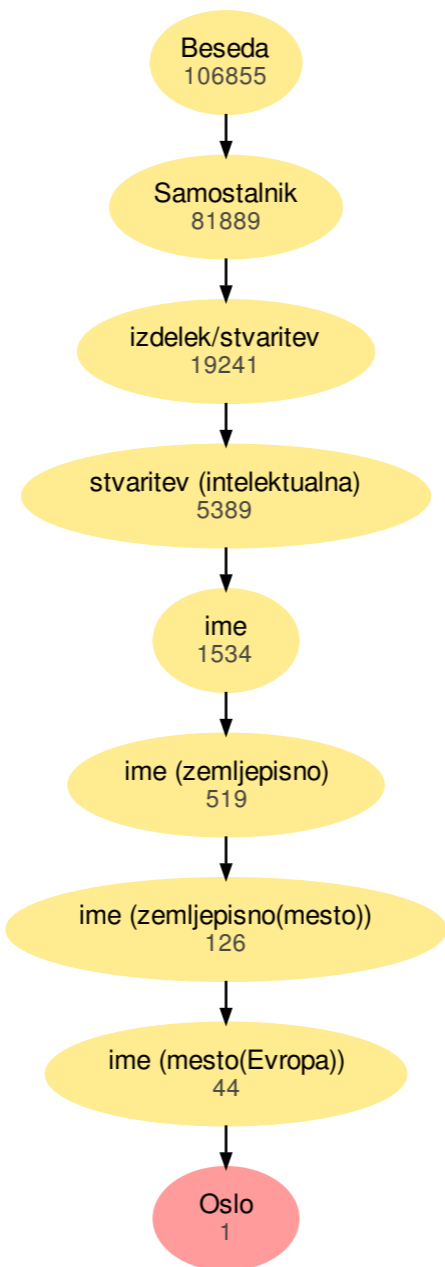 Beseda
106855
Samostalnik
81889
izdelek/stvaritev
19241
stvaritev (intelektualna)
5389
ime
1534
ime (zemljepisno)
519
ime (zemljepisno(mesto))
126
ime (mesto(Evropa))
44
Oslo
1